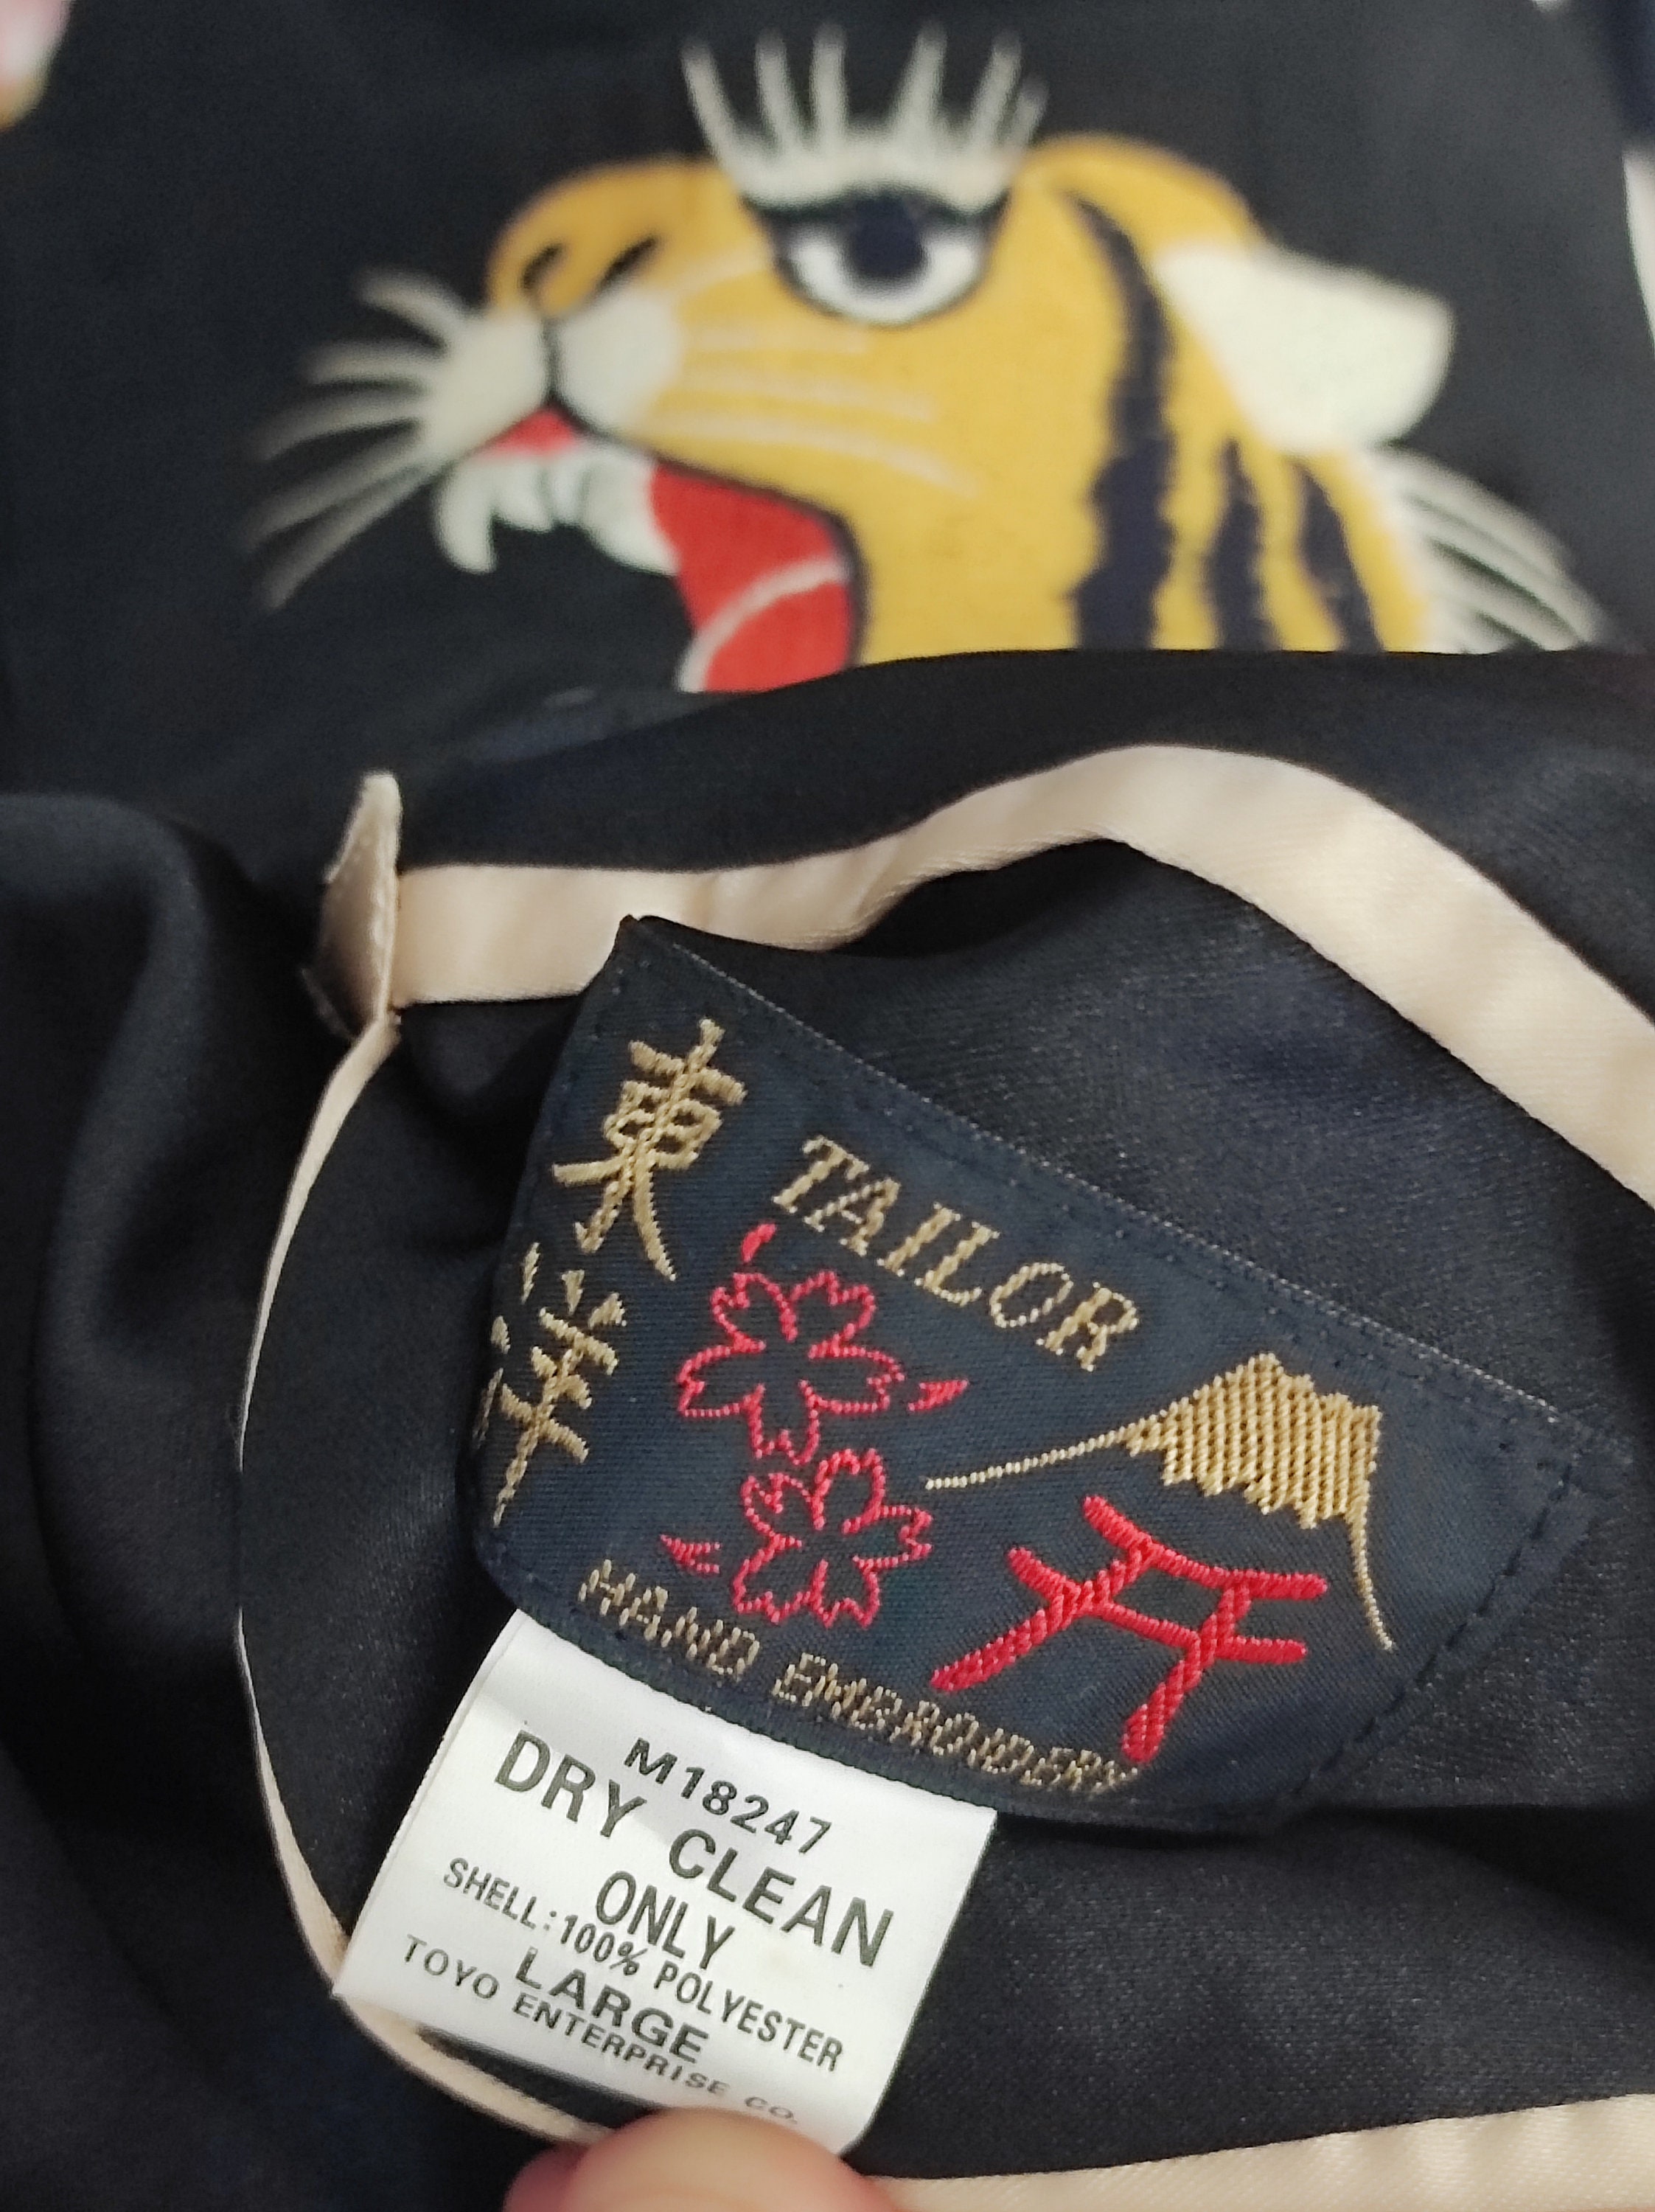 東洋
TAILOR
HAND EMBROIDERY
M18247
DRY CLEAN
ONLY
SHELL:100% POLYESTER
LARGE
TOYO ENTERPRISE CO.